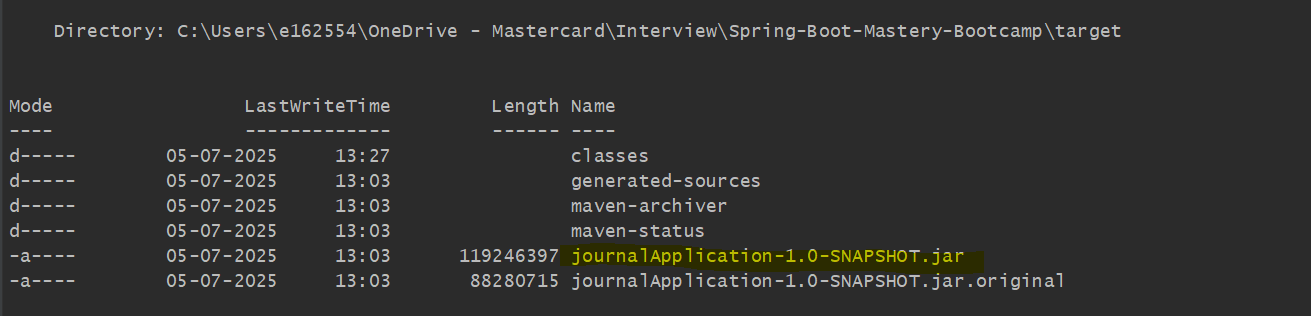 Directory: C:\Users\e162554\OneDrive - Mastercard\Interview\Spring-Boot-Mastery-Bootcamp\target
Mode LastWriteTime Length Name
---- ------------- ------ ----
d----- 05-07-2025 13:27 classes
d----- 05-07-2025 13:03 generated-sources
d----- 05-07-2025 13:03 maven-archiver
d----- 05-07-2025 13:03 maven-status
-a---- 05-07-2025 13:03 119246397 journalApplication-1.0-SNAPSHOT.jar
-a---- 05-07-2025 13:03 88280715 journalApplication-1.0-SNAPSHOT.jar.original